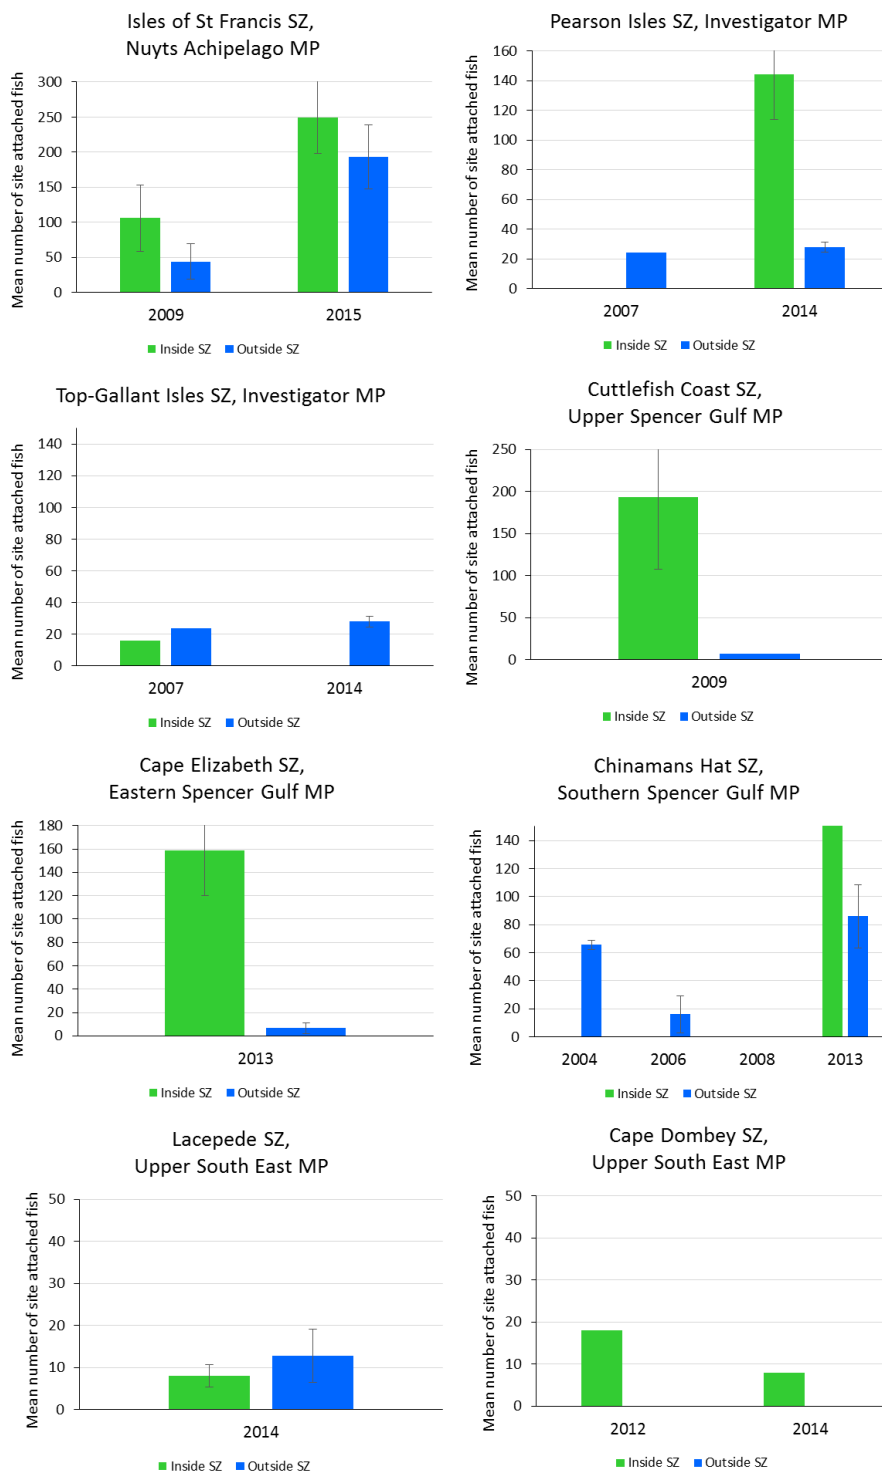 Isles of St Francis SZ,
Nuyts Achipelago MP
Mean number of site attached fish
300
250
200
150
100
50
0
2009 2015
Inside SZ Outside SZ
Pearson Isles SZ, Investigator MP
Mean number of site attached fish
160
140
120
100
80
60
40
20
0
2007 2014
Inside SZ Outside SZ
Top-Gallant Isles SZ, Investigator MP
Mean number of site attached fish
140
120
100
80
60
40
20
0
2007 2014
Inside SZ Outside SZ
Cuttlefish Coast SZ,
Upper Spencer Gulf MP
Mean number of site attached fish
250
200
150
100
50
0
2009
Inside SZ Outside SZ
Cape Elizabeth SZ,
Eastern Spencer Gulf MP
Mean number of site attached fish
180
160
140
120
100
80
60
40
20
0
2013
Inside SZ Outside SZ
Chinamans Hat SZ,
Southern Spencer Gulf MP
Mean number of site attached fish
140
120
100
80
60
40
20
0
2004 2006 2008 2013
Inside SZ Outside SZ
Lacepede SZ,
Upper South East MP
Mean number of site attached fish
50
40
30
20
10
0
2014
Inside SZ Outside SZ
Cape Dombey SZ,
Upper South East MP
Mean number of site attached fish
50
40
30
20
10
0
2012 2014
Inside SZ Outside SZ